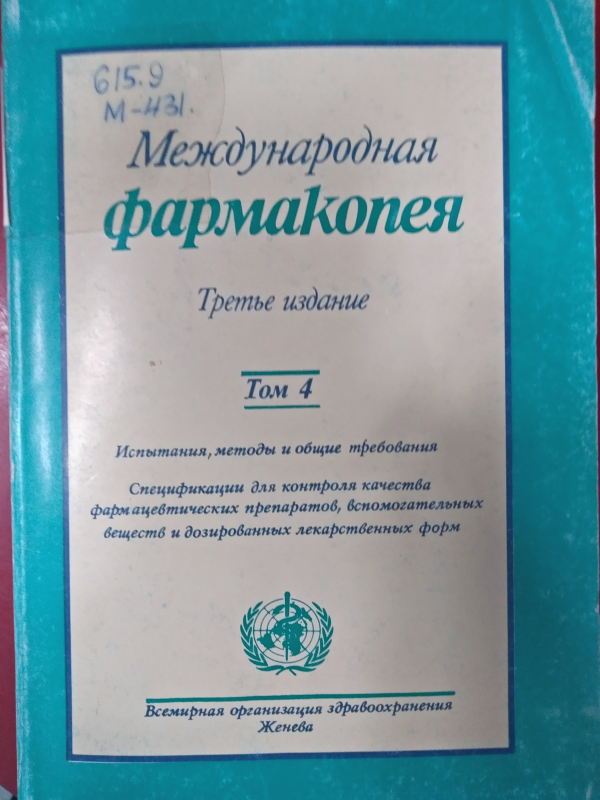 615.9
М-431.
Международная
фармакопея
Третье издание
Том 4
Испытания, методы и общие требования
Спецификации для контроля качества
фармацевтических препаратов, вспомогательных
веществ и дозированных лекарственных форм
Всемирная организация здравоохранения
Женева